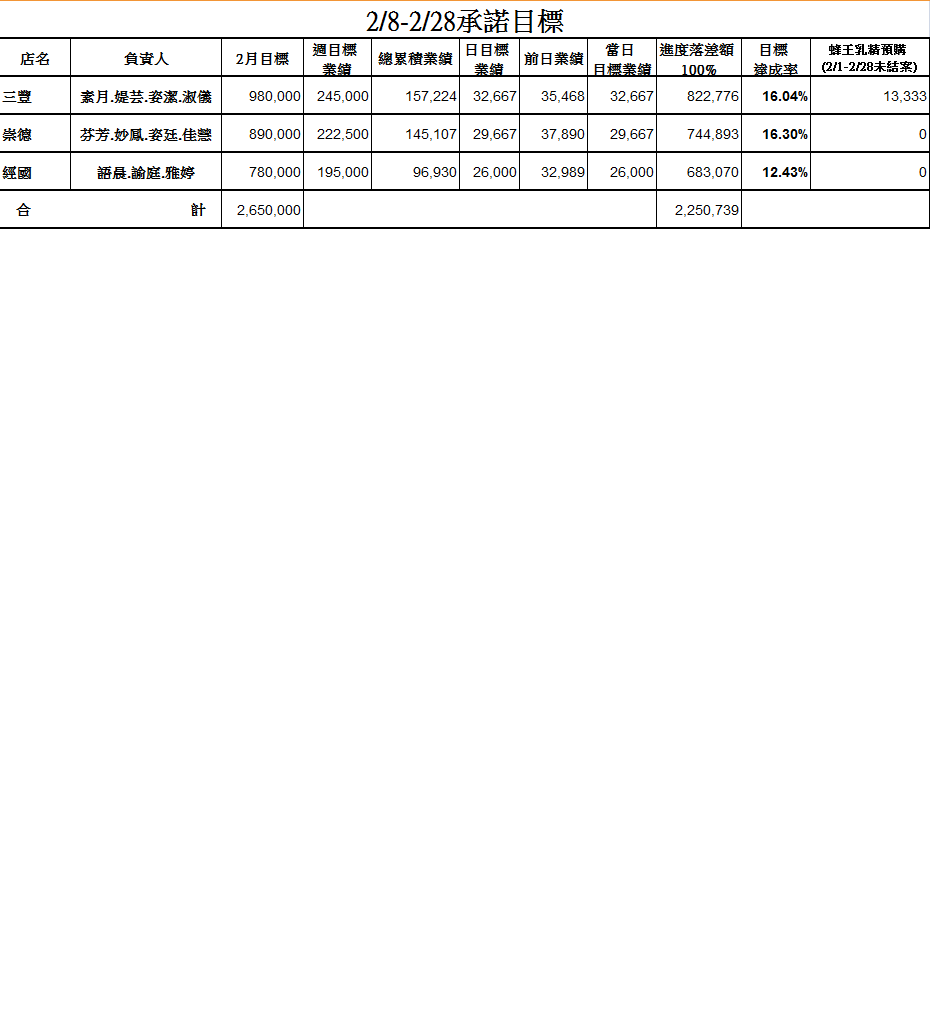 2/8-2/28承諾目標
店名 負責人 2月目標 週目標業績 總累積業績 日目標業績 前日業績 當日目標業績 進度落差額100% 目標達成率 蜂王乳精預購(2/1-2/28未結案)
三豐 素月.媞芸.姿潔.淑儀 980,000 245,000 157,224 32,667 35,468 32,667 822,776 16.04% 13,333
崇德 芬芳.妙鳳.姿廷.佳慧 890,000 222,500 145,107 29,667 37,890 29,667 744,893 16.30% 0
經國 語晨.諭庭.雅婷 780,000 195,000 96,930 26,000 32,989 26,000 683,070 12.43% 0
合 計 2,650,000 2,250,739